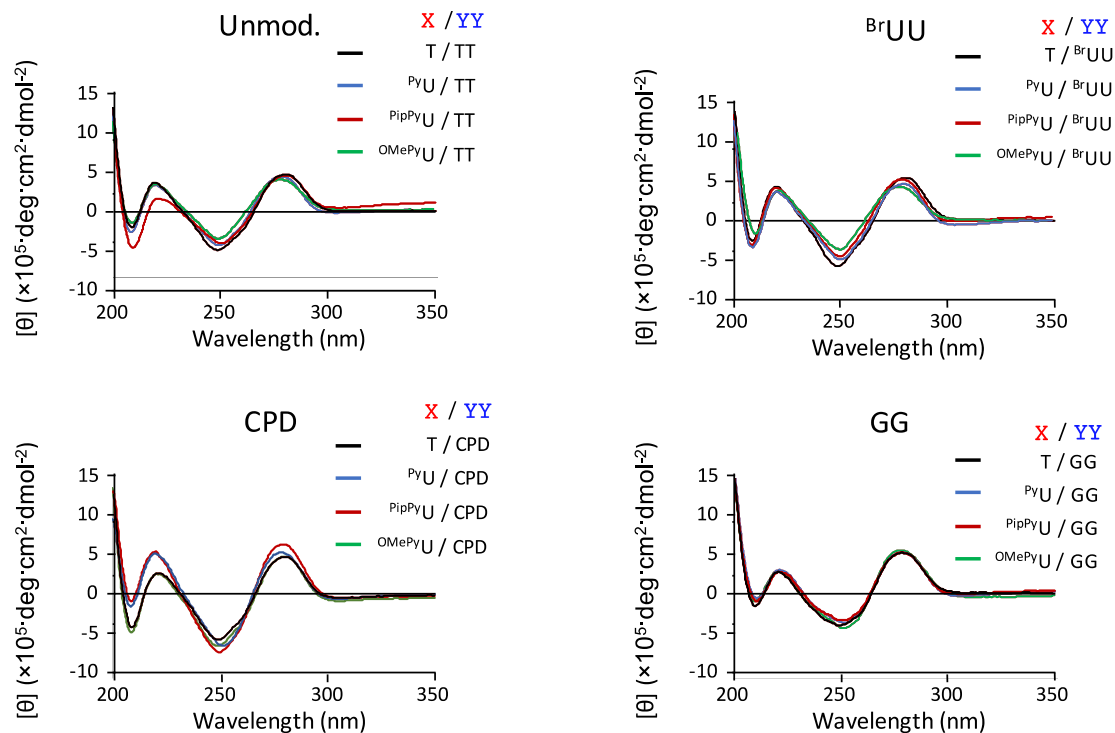 Unmod.
X / YY
T / TT
PyU / TT
PipPyU / TT
OMePyU / TT
[θ] (×10⁵·deg·cm²·dmol⁻²)
15
10
5
0
-5
-10
200
250
300
350
Wavelength (nm)
BrUU
X / YY
T / BrUU
PyU / BrUU
PipPyU / BrUU
OMePyU / BrUU
[θ] (×10⁵·deg·cm²·dmol⁻²)
15
10
5
0
-5
-10
200
250
300
350
Wavelength (nm)
CPD
X / YY
T / CPD
PyU / CPD
PipPyU / CPD
OMePyU / CPD
[θ] (×10⁵·deg·cm²·dmol⁻²)
15
10
5
0
-5
-10
200
250
300
350
Wavelength (nm)
GG
X / YY
T / GG
PyU / GG
PipPyU / GG
OMePyU / GG
[θ] (×10⁵·deg·cm²·dmol⁻²)
15
10
5
0
-5
-10
200
250
300
350
Wavelength (nm)